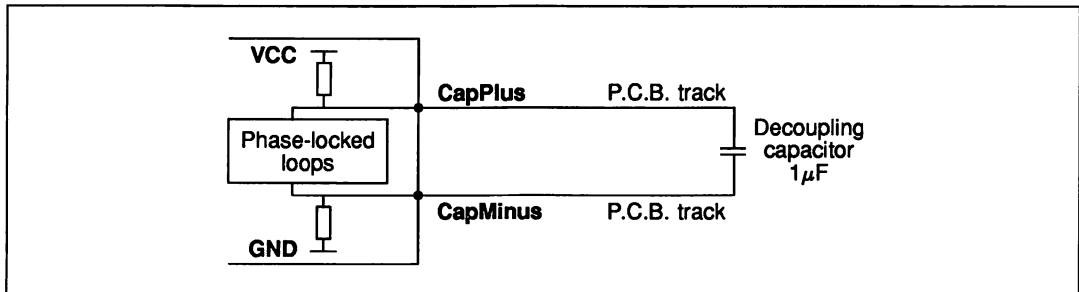 VCC
CapPlus P.C.B. track
Phase-locked
loops
Decoupling
capacitor
1μF
CapMinus P.C.B. track
GND